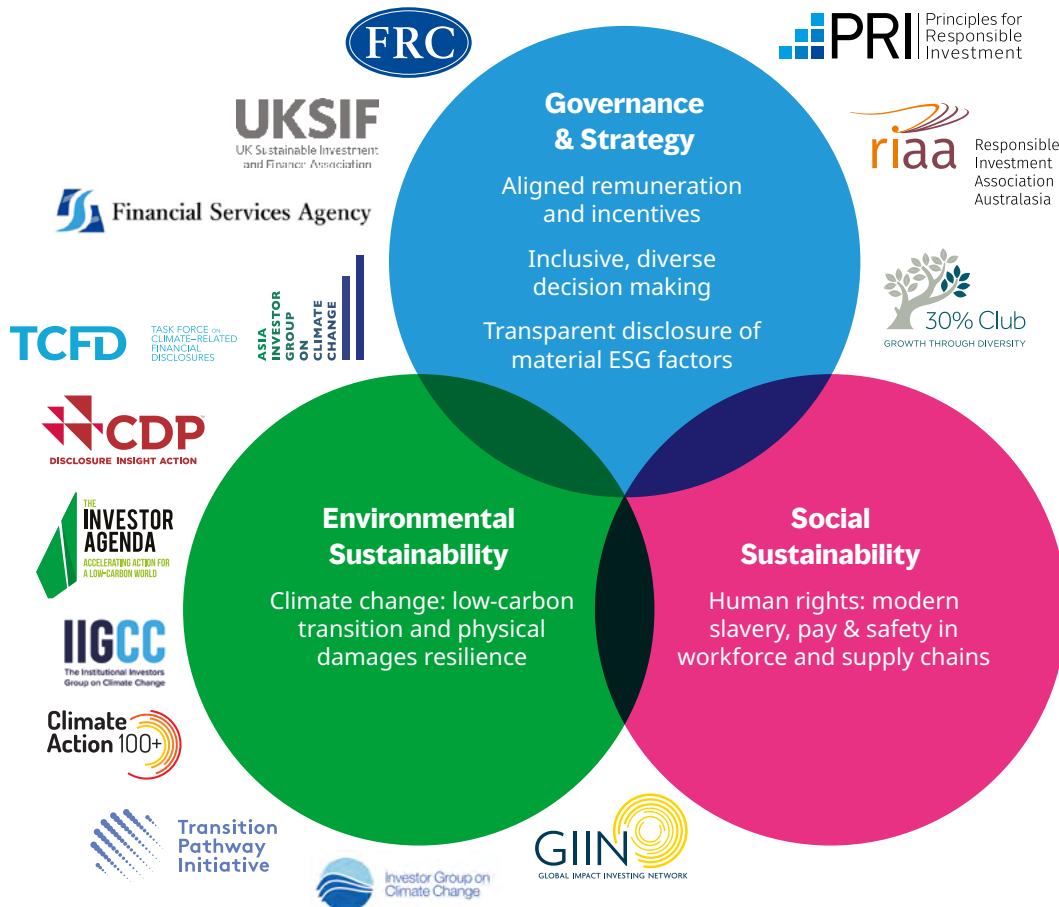 FRC
PRI
Principles for
Responsible
Investment
UKSIF
UK Sustainable Investment
and Finance Association
riaa
Responsible
Investment
Association
Australasia
Financial Services Agency
Governance
& Strategy
Aligned remuneration
and incentives
Inclusive, diverse
decision making
Transparent disclosure of
material ESG factors
TCFD
TASK FORCE ON
CLIMATE-RELATED
FINANCIAL
DISCLOSURES
ASIA
INVESTOR
GROUP
ON
CLIMATE
CHANGE
30% Club
GROWTH THROUGH DIVERSITY
CDP
DISCLOSURE INSIGHT ACTION
THE
INVESTOR
AGENDA
ACCELERATING ACTION FOR
A LOW-CARBON WORLD
Environmental
Sustainability
Climate change: low-carbon
transition and physical
damages resilience
Social
Sustainability
Human rights: modern
slavery, pay & safety in
workforce and supply chains
IIGCC
The Institutional Investors
Group on Climate Change
Climate
Action 100+
Transition
Pathway
Initiative
Investor Group on
Climate Change
GIIN
GLOBAL IMPACT INVESTING NETWORK